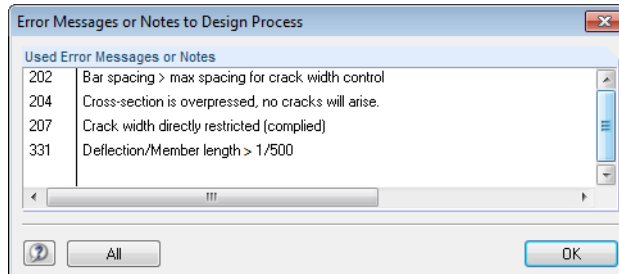 Error Messages or Notes to Design Process
Used Error Messages or Notes
202 Bar spacing > max spacing for crack width control
204 Cross-section is overpressed, no cracks will arise.
207 Crack width directly restricted (complied)
331 Deflection/Member length > 1/500
All
OK